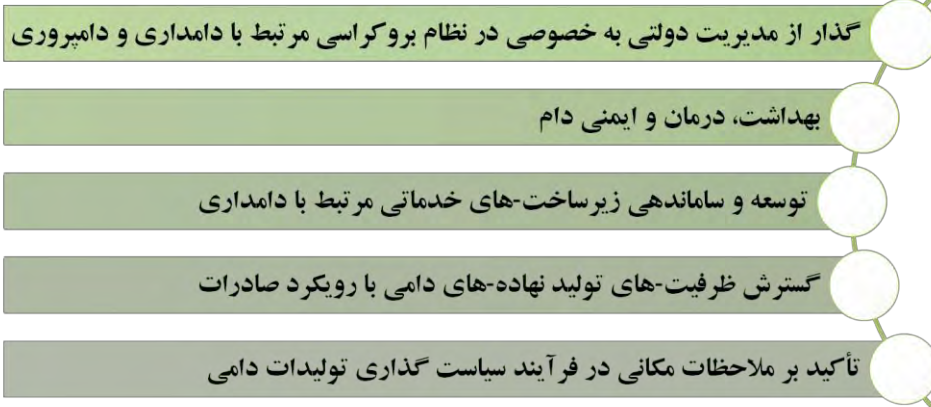 گذار از مدیریت دولتی به خصوصی در نظام بروکراسی مرتبط با دامداری و دامپروری
بهداشت، درمان و ایمنی دام
توسعه و ساماندهی زیرساخت-های خدماتی مرتبط با دامداری
گسترش ظرفیت-های تولید نهاده-های دامی با رویکرد صادرات
تأکید بر ملاحظات مکانی در فرآیند سیاست گذاری تولیدات دامی